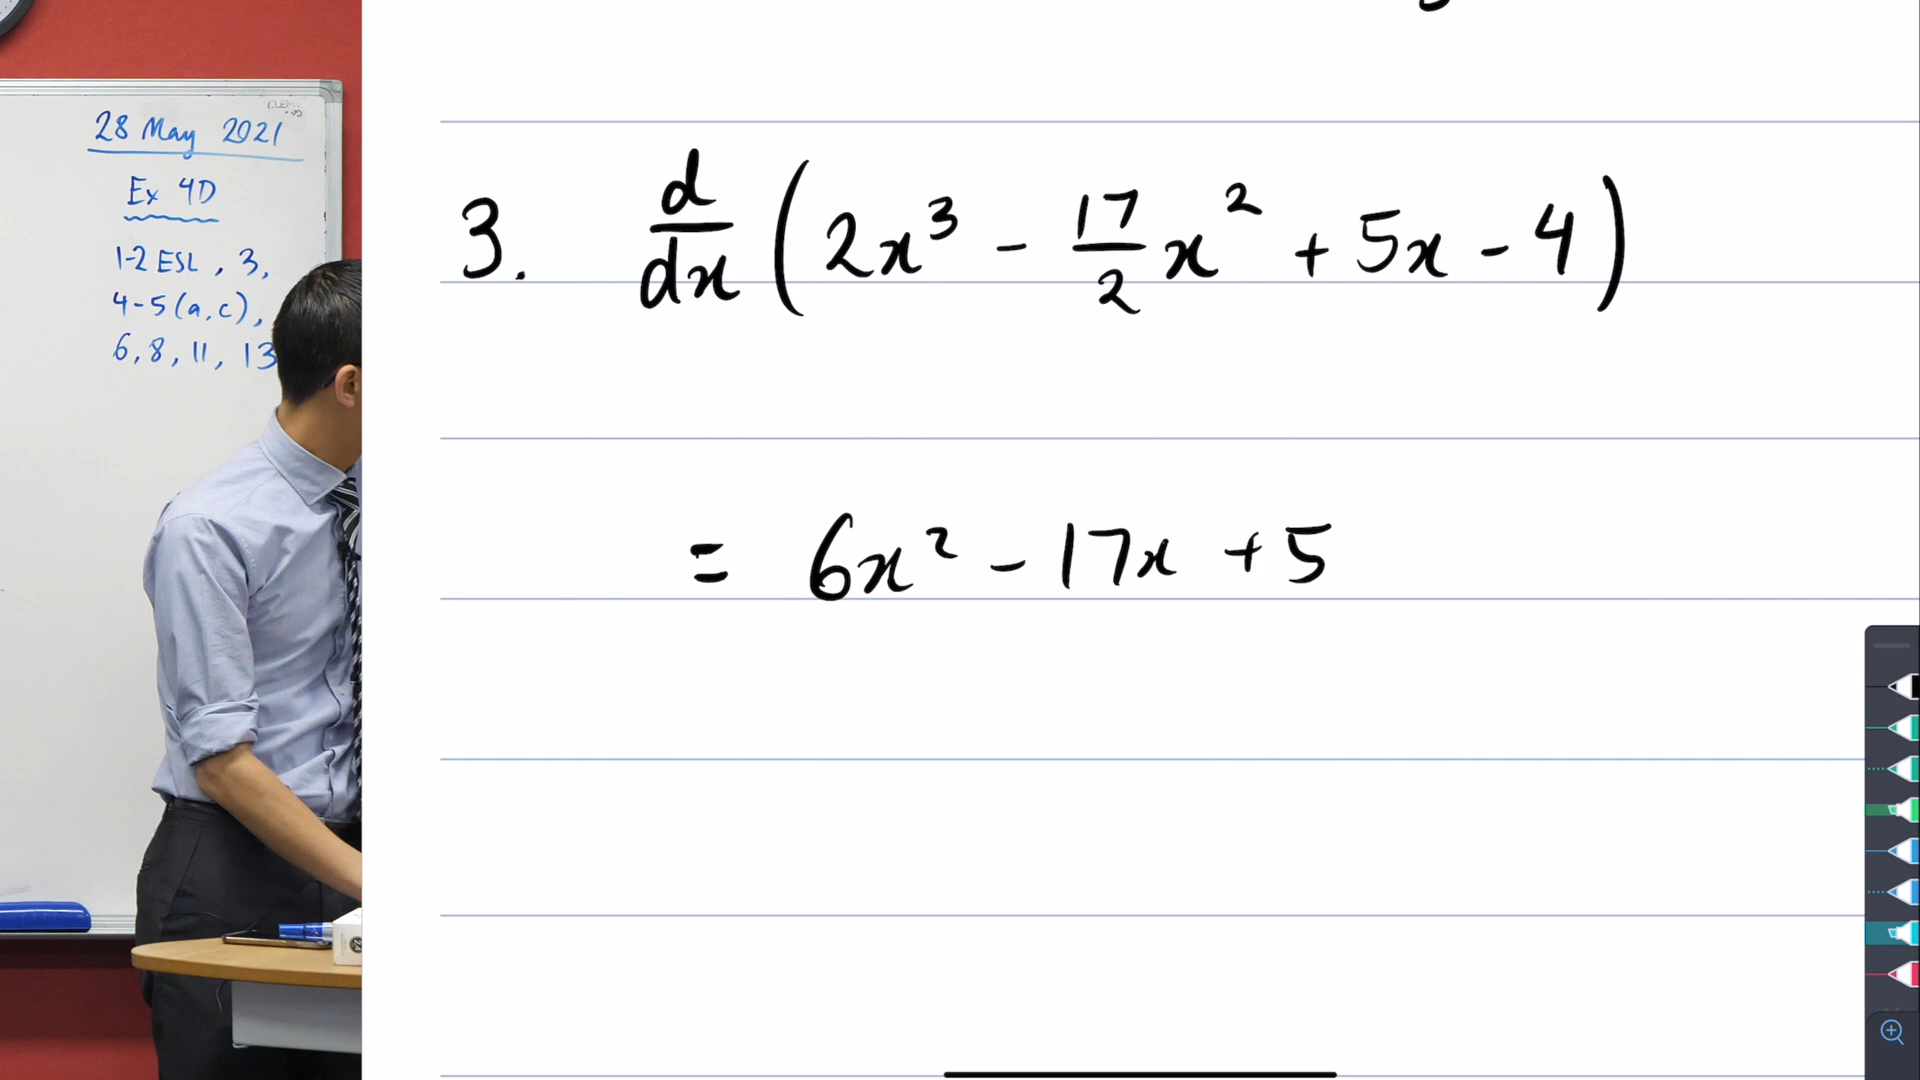 28 May 2021
Ex 4D
1-2 ESL, 3,
4-5 (a, c),
6, 8, 11, 13
3. d/dx (2x³ - 17/2 x² + 5x - 4)
= 6x² - 17x + 5